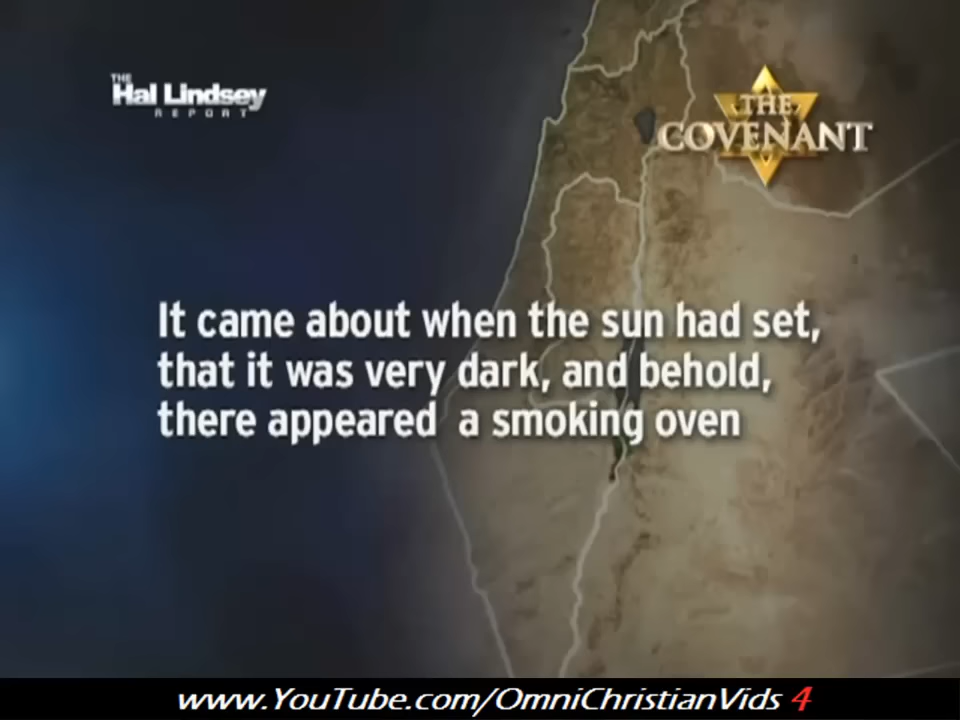 THE
Hal Lindsey
REPORT
THE
COVENANT
It came about when the sun had set,
that it was very dark, and behold,
there appeared a smoking oven
www.YouTube.com/OmniChristianVids 4